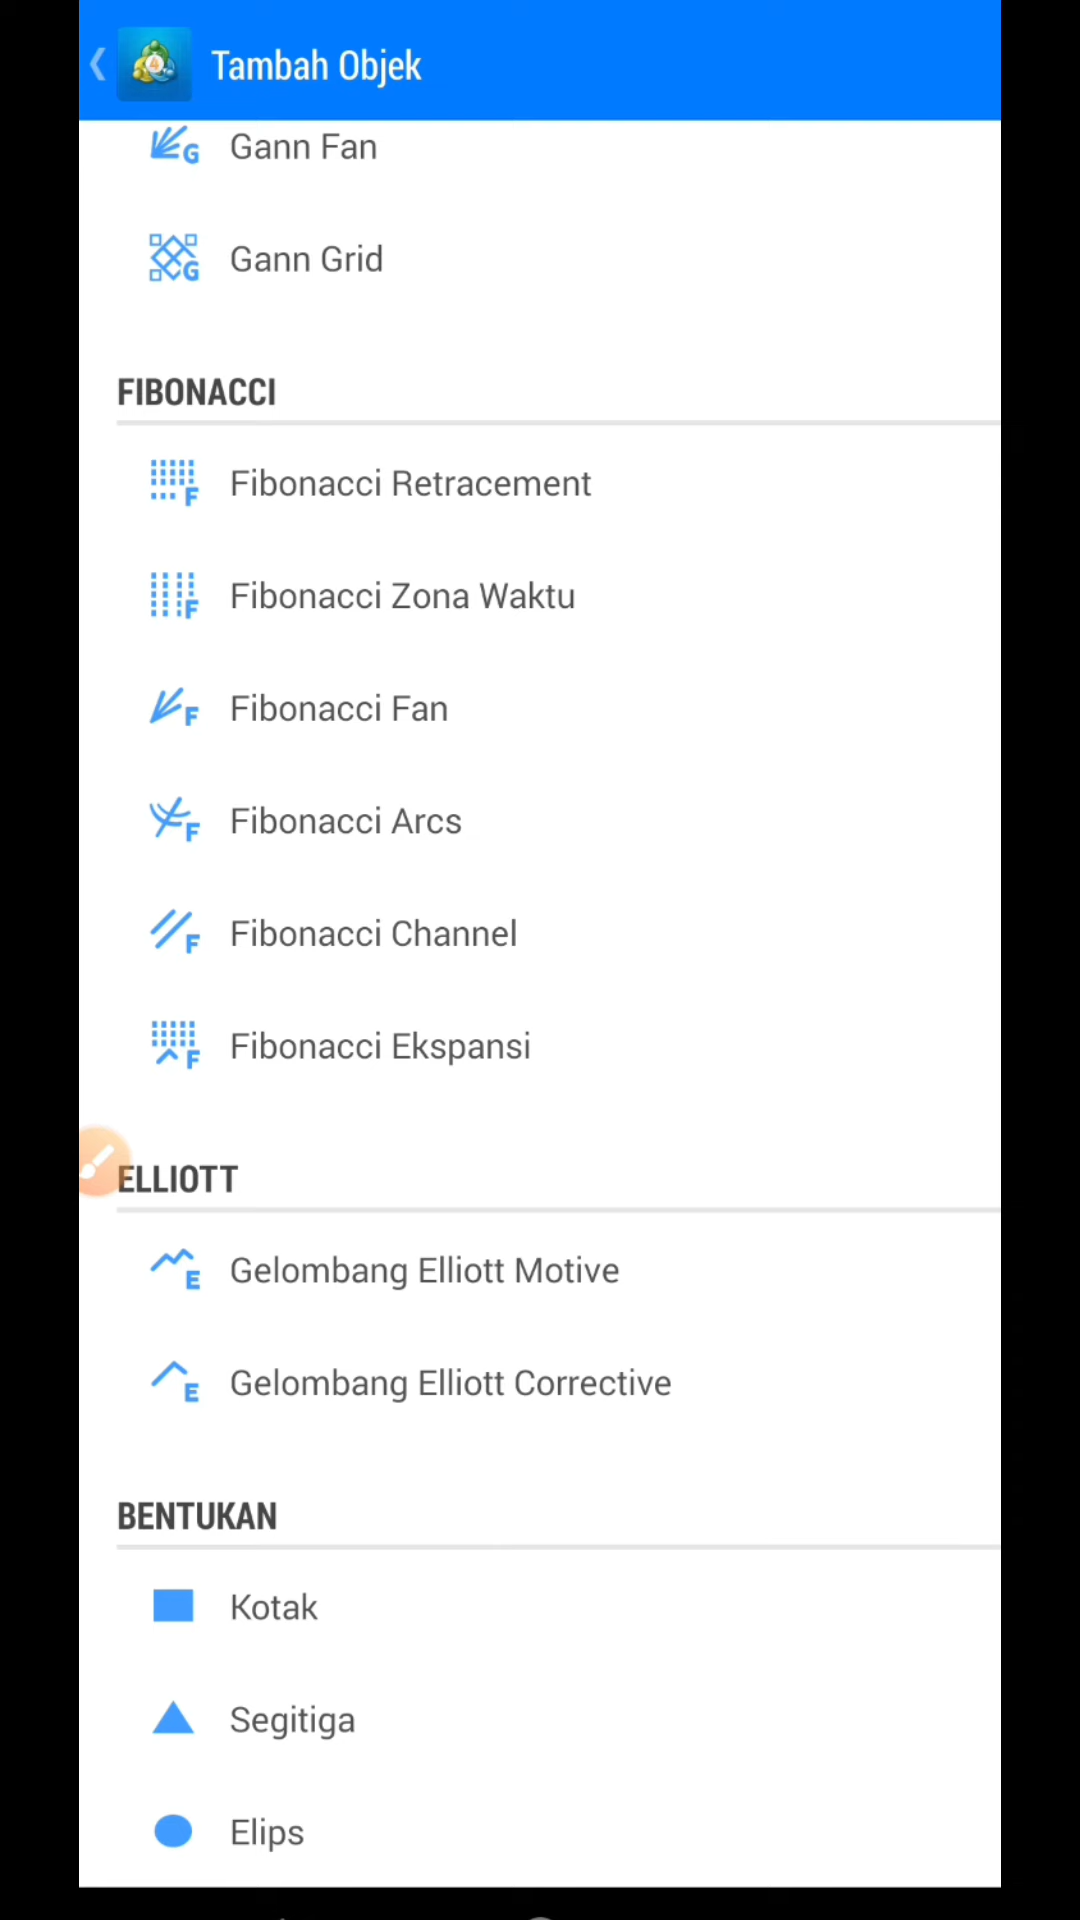 Tambah Objek
Gann Fan
Gann Grid
FIBONACCI
Fibonacci Retracement
Fibonacci Zona Waktu
Fibonacci Fan
Fibonacci Arcs
Fibonacci Channel
Fibonacci Ekspansi
ELLIOTT
Gelombang Elliott Motive
Gelombang Elliott Corrective
BENTUKAN
Kotak
Segitiga
Elips